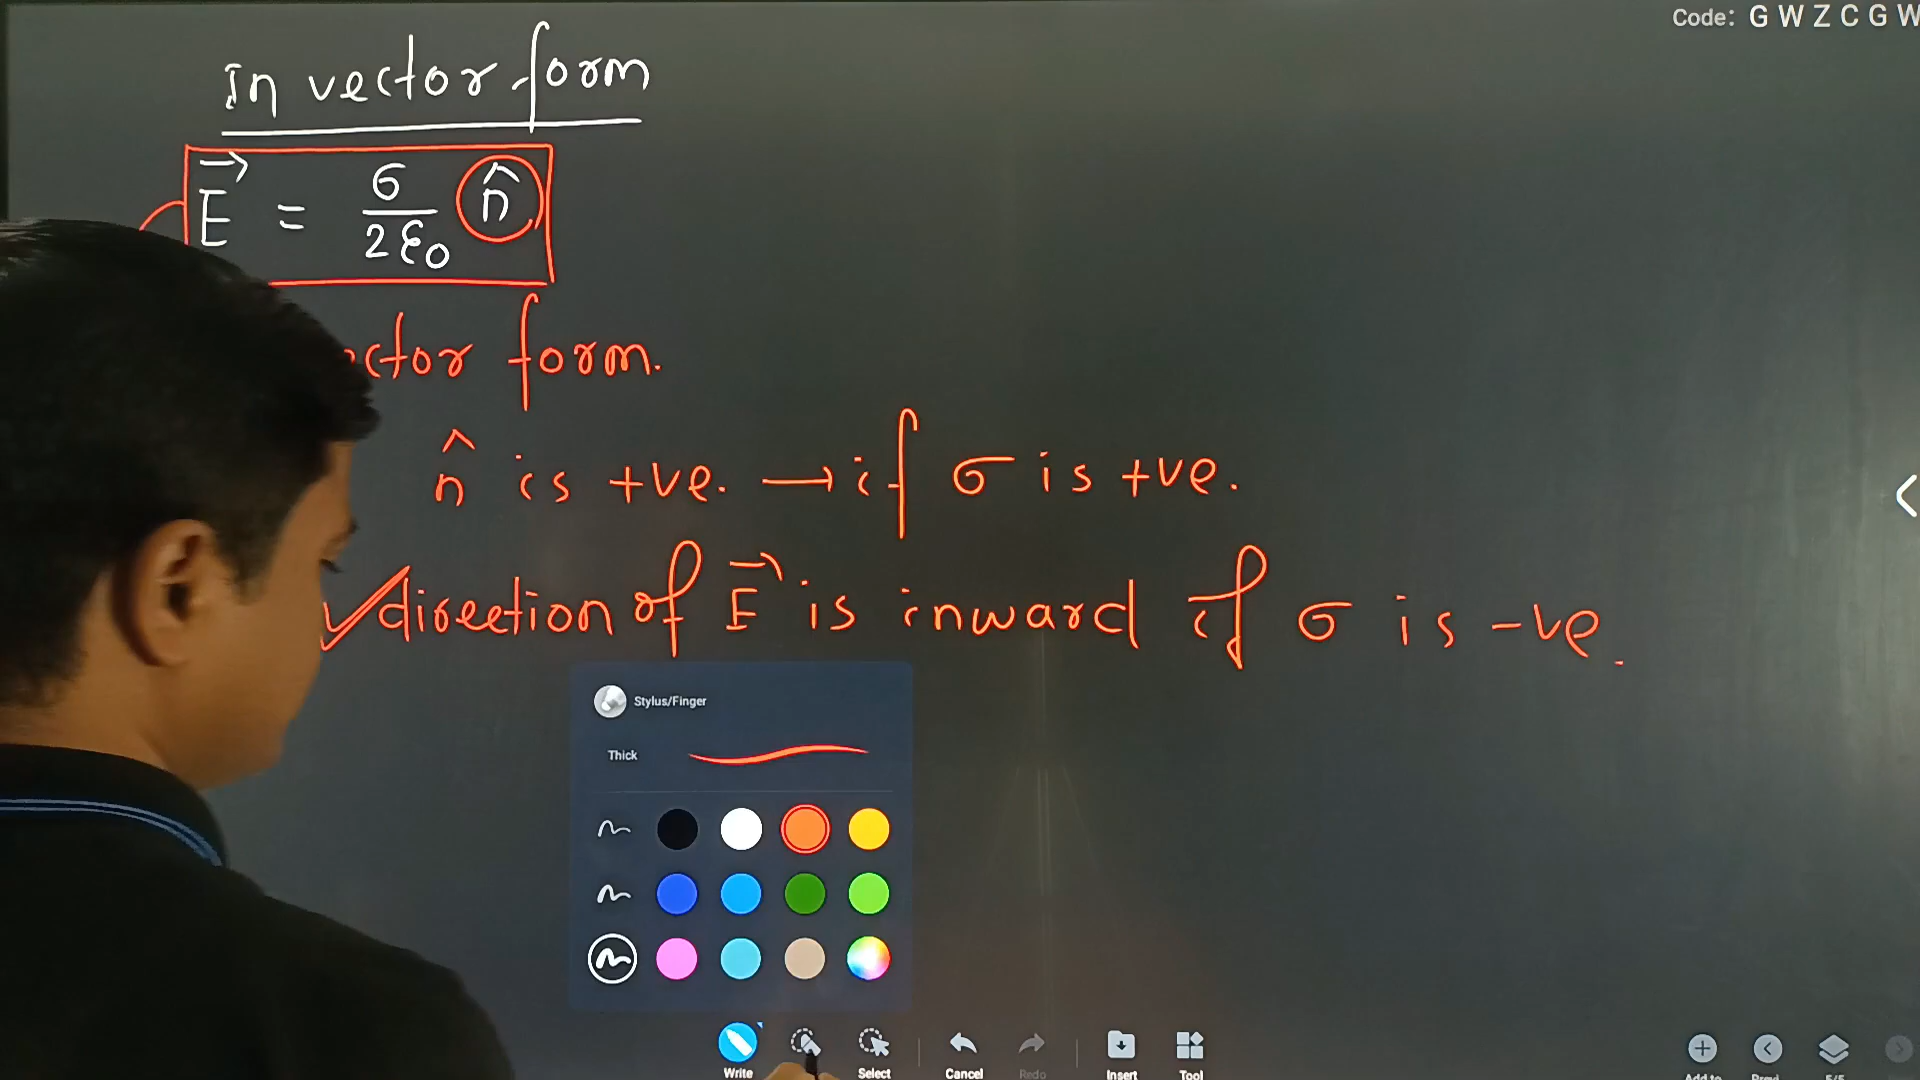 Code: G W Z C G W
In vector form
E⃗ = σ/2ε₀ n̂
ctor form.
n̂ is +ve. → if σ is +ve.
✓direction of E⃗ is inward if σ is -ve.
Stylus/Finger
Thick
Write Select Cancel Redo Insert Tool